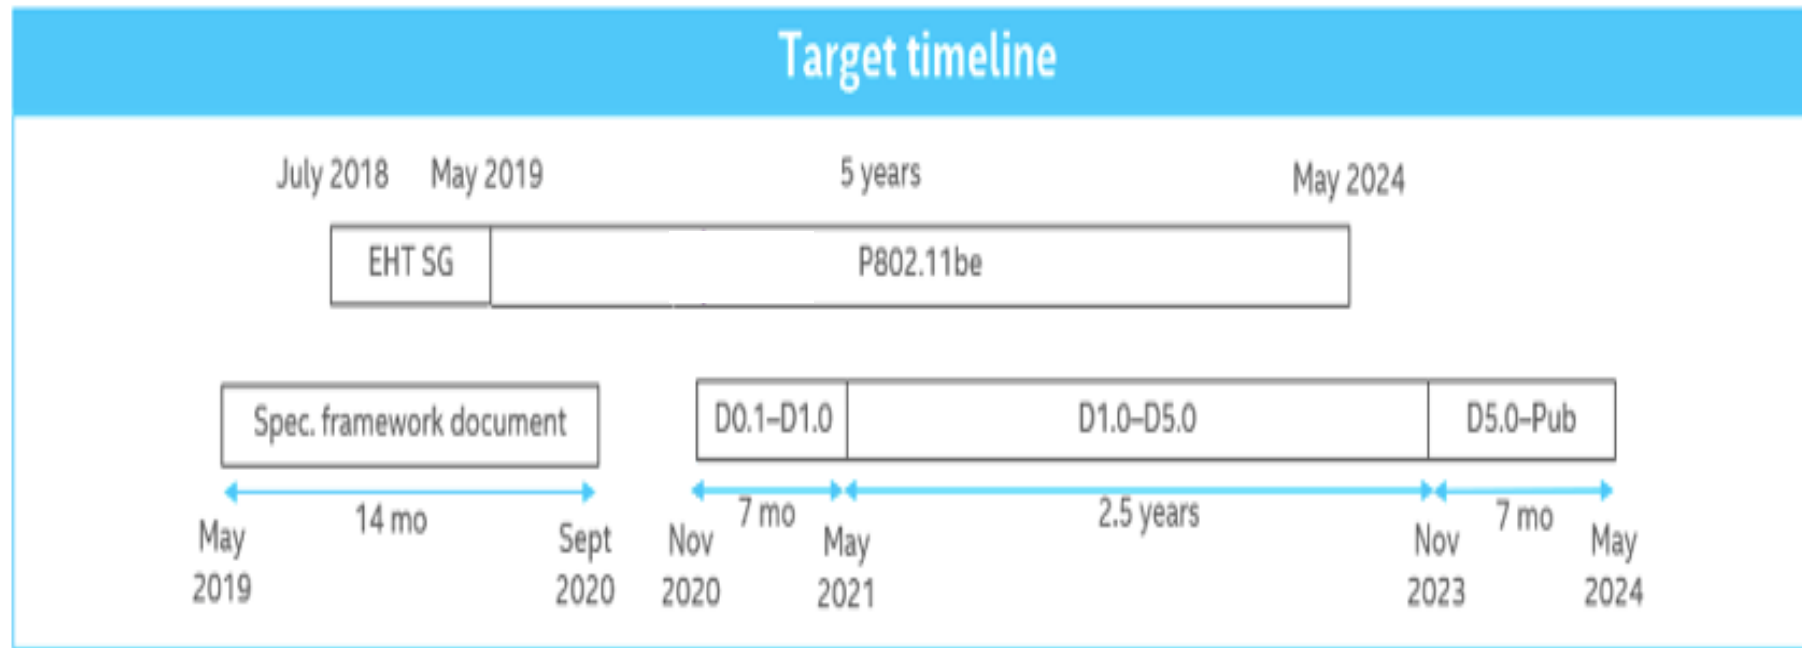 Target timeline
July 2018 May 2019 5 years May 2024
EHT SG P802.11be
Spec. framework document D0.1–D1.0 D1.0–D5.0 D5.0–Pub
14 mo 7 mo 2.5 years 7 mo
May Sept Nov May Nov May
2019 2020 2020 2021 2023 2024